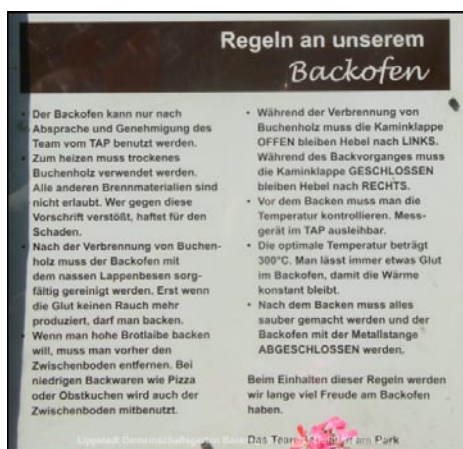 Regeln an unserem
Backofen
• Der Backofen kann nur nach
Absprache und Genehmigung des
Team vom TAP benutzt werden.
• Zum heizen muss trockenes
Buchenholz verwendet werden.
Alle anderen Brennmaterialien sind
nicht erlaubt. Wer gegen diese
Vorschrift verstößt, haftet für den
Schaden.
• Nach der Verbrennung von Buchen-
holz muss der Backofen mit
dem nassen Lappenbesen sorg-
fältig gereinigt werden. Erst wenn
die Glut keinen Rauch mehr
produziert, darf man backen.
• Wenn man hohe Brotlaibe backen
will, muss man vorher den
Zwischenboden entfernen. Bei
niedrigen Backwaren wie Pizza
oder Obstkuchen wird auch der
Zwischenboden mitbenutzt.
• Während der Verbrennung von
Buchenholz muss die Kaminklappe
OFFEN bleiben Hebel nach LINKS.
Während des Backvorganges muss
die Kaminklappe GESCHLOSSEN
bleiben Hebel nach RECHTS.
• Vor dem Backen muss man die
Temperatur kontrollieren. Mess-
gerät im TAP ausleihbar.
• Die optimale Temperatur beträgt
300°C. Man lässt immer etwas Glut
im Backofen, damit die Wärme
konstant bleibt.
• Nach dem Backen muss alles
sauber gemacht werden und der
Backofen mit der Metallstange
ABGESCHLOSSEN werden.
Beim Einhalten dieser Regeln werden
wir lange viel Freude am Backofen
haben.
Das Team am Park
Lippstadt Gemeinschaftsgarten